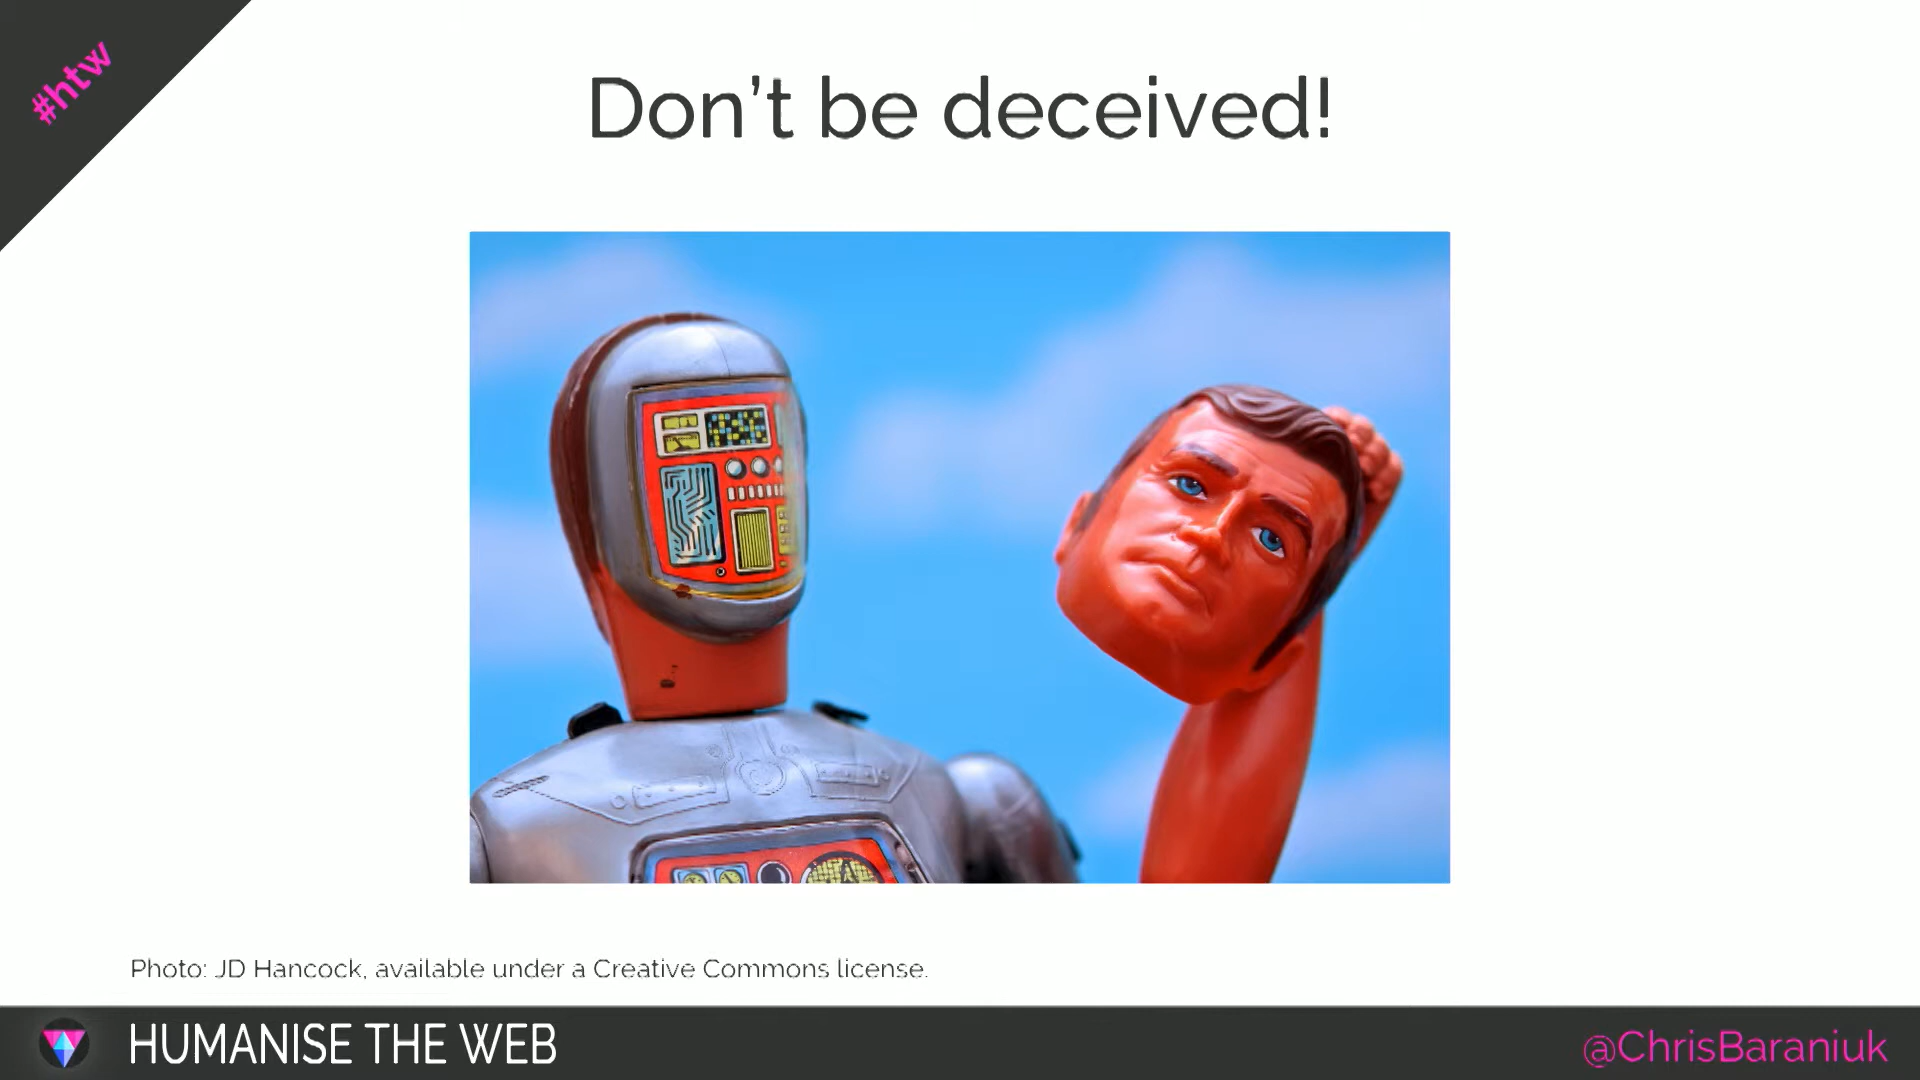 #htw
Don't be deceived!
Photo: JD Hancock, available under a Creative Commons license.
HUMANISE THE WEB
@ChrisBaraniuk